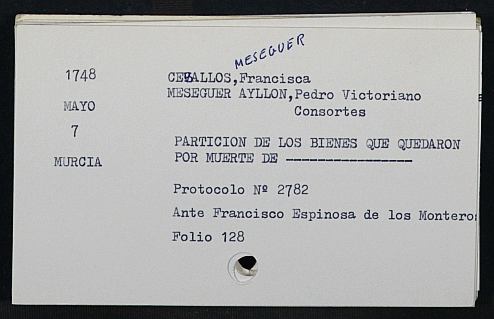 MESEGUER
1748
CEBALLOS, Francisca
MESEGUER AYLLON, Pedro Victoriano
MAYO
Consortes
7
PARTICION DE LOS BIENES QUE QUEDARON
MURCIA
POR MUERTE DE ----------------
Protocolo Nº 2782
Ante Francisco Espinosa de los Monteros
Folio 128